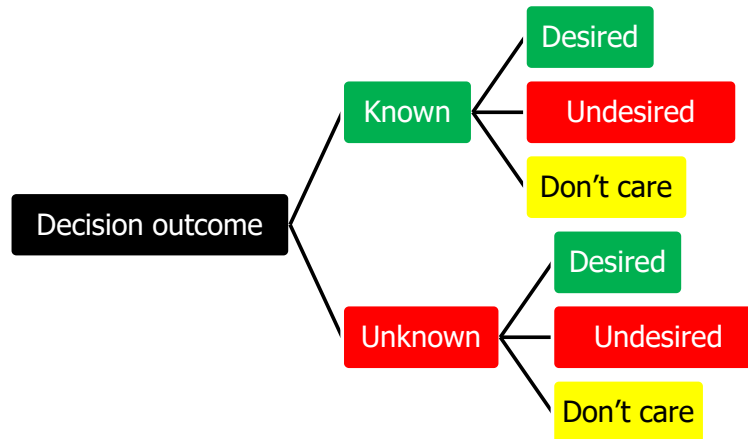 Decision outcome
Known
Desired
Undesired
Don’t care
Unknown
Desired
Undesired
Don’t care